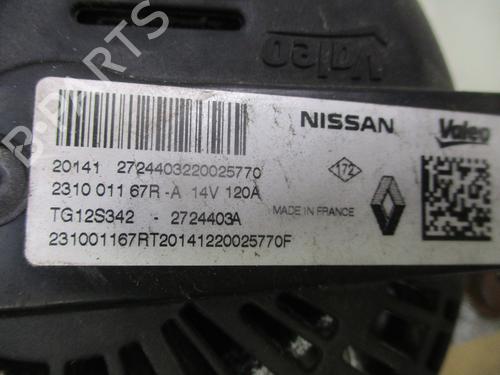 Valeo
B-PARTS
NISSAN
Valeo
20141 2724403220025770
172
2310 011 67R -A 14V 120A
MADE IN FRANCE
TG12S342 - 2724403A
231001167RT20141220025770F